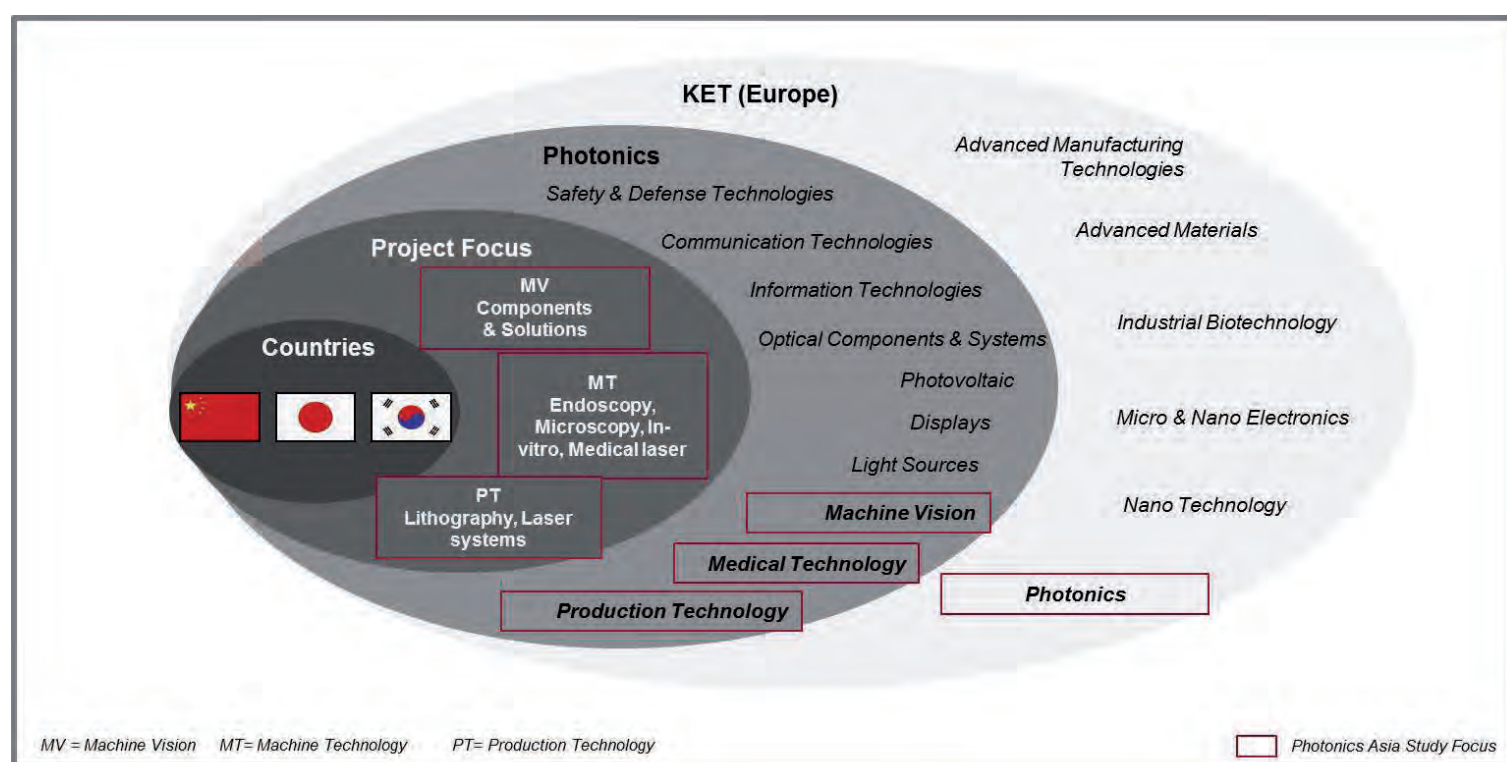 KET (Europe)
Advanced Manufacturing
Technologies
Advanced Materials
Industrial Biotechnology
Micro & Nano Electronics
Nano Technology
Photonics
Photonics
Safety & Defense Technologies
Communication Technologies
Information Technologies
Optical Components & Systems
Photovoltaic
Displays
Light Sources
Machine Vision
Medical Technology
Production Technology
Project Focus
MV
Components
& Solutions
MT
Endoscopy,
Microscopy, In-
vitro, Medical laser
PT
Lithography, Laser
systems
Countries
MV = Machine Vision MT= Machine Technology PT= Production Technology
Photonics Asia Study Focus